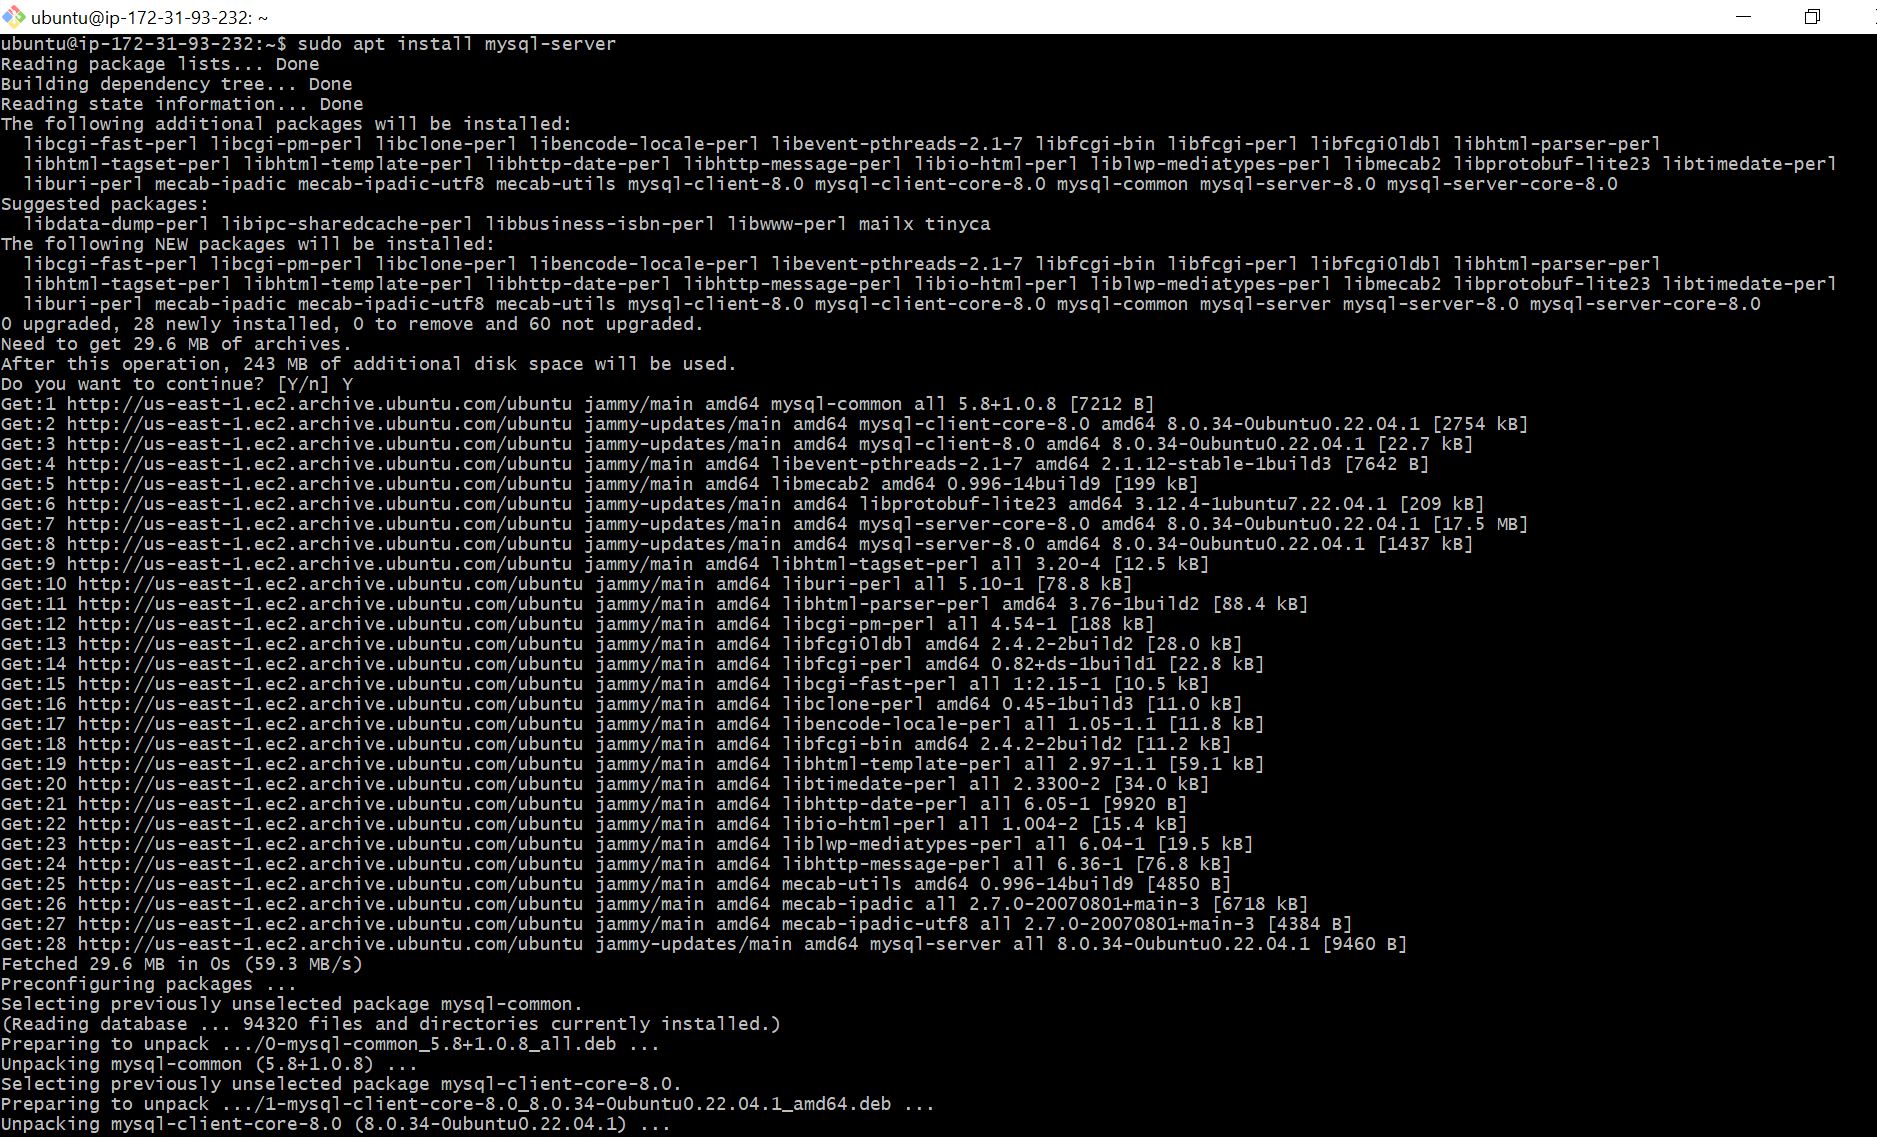 ubuntu@ip-172-31-93-232: ~
ubuntu@ip-172-31-93-232:~$ sudo apt install mysql-server
Reading package lists... Done
Building dependency tree... Done
Reading state information... Done
The following additional packages will be installed:
  libcgi-fast-perl libcgi-pm-perl libclone-perl libencode-locale-perl libevent-pthreads-2.1-7 libfcgi-bin libfcgi-perl libfcgi0ldbl libhtml-parser-perl
  libhtml-tagset-perl libhtml-template-perl libhttp-date-perl libhttp-message-perl libio-html-perl liblwp-mediatypes-perl libmecab2 libprotobuf-lite23 libtimedate-perl
  liburi-perl mecab-ipadic mecab-ipadic-utf8 mecab-utils mysql-client-8.0 mysql-client-core-8.0 mysql-common mysql-server-8.0 mysql-server-core-8.0
Suggested packages:
  libdata-dump-perl libipc-sharedcache-perl libbusiness-isbn-perl libwww-perl mailx tinyca
The following NEW packages will be installed:
  libcgi-fast-perl libcgi-pm-perl libclone-perl libencode-locale-perl libevent-pthreads-2.1-7 libfcgi-bin libfcgi-perl libfcgi0ldbl libhtml-parser-perl
  libhtml-tagset-perl libhtml-template-perl libhttp-date-perl libhttp-message-perl libio-html-perl liblwp-mediatypes-perl libmecab2 libprotobuf-lite23 libtimedate-perl
  liburi-perl mecab-ipadic mecab-ipadic-utf8 mecab-utils mysql-client-8.0 mysql-client-core-8.0 mysql-common mysql-server mysql-server-8.0 mysql-server-core-8.0
0 upgraded, 28 newly installed, 0 to remove and 60 not upgraded.
Need to get 29.6 MB of archives.
After this operation, 243 MB of additional disk space will be used.
Do you want to continue? [Y/n] Y
Get:1 http://us-east-1.ec2.archive.ubuntu.com/ubuntu jammy/main amd64 mysql-common all 5.8+1.0.8 [7212 B]
Get:2 http://us-east-1.ec2.archive.ubuntu.com/ubuntu jammy-updates/main amd64 mysql-client-core-8.0 amd64 8.0.34-0ubuntu0.22.04.1 [2754 kB]
Get:3 http://us-east-1.ec2.archive.ubuntu.com/ubuntu jammy-updates/main amd64 mysql-client-8.0 amd64 8.0.34-0ubuntu0.22.04.1 [22.7 kB]
Get:4 http://us-east-1.ec2.archive.ubuntu.com/ubuntu jammy/main amd64 libevent-pthreads-2.1-7 amd64 2.1.12-stable-1build3 [7642 B]
Get:5 http://us-east-1.ec2.archive.ubuntu.com/ubuntu jammy/main amd64 libmecab2 amd64 0.996-14build9 [199 kB]
Get:6 http://us-east-1.ec2.archive.ubuntu.com/ubuntu jammy-updates/main amd64 libprotobuf-lite23 amd64 3.12.4-1ubuntu7.22.04.1 [209 kB]
Get:7 http://us-east-1.ec2.archive.ubuntu.com/ubuntu jammy-updates/main amd64 mysql-server-core-8.0 amd64 8.0.34-0ubuntu0.22.04.1 [17.5 MB]
Get:8 http://us-east-1.ec2.archive.ubuntu.com/ubuntu jammy-updates/main amd64 mysql-server-8.0 amd64 8.0.34-0ubuntu0.22.04.1 [1437 kB]
Get:9 http://us-east-1.ec2.archive.ubuntu.com/ubuntu jammy/main amd64 libhtml-tagset-perl all 3.20-4 [12.5 kB]
Get:10 http://us-east-1.ec2.archive.ubuntu.com/ubuntu jammy/main amd64 liburi-perl all 5.10-1 [78.8 kB]
Get:11 http://us-east-1.ec2.archive.ubuntu.com/ubuntu jammy/main amd64 libhtml-parser-perl amd64 3.76-1build2 [88.4 kB]
Get:12 http://us-east-1.ec2.archive.ubuntu.com/ubuntu jammy/main amd64 libcgi-pm-perl all 4.54-1 [188 kB]
Get:13 http://us-east-1.ec2.archive.ubuntu.com/ubuntu jammy/main amd64 libfcgi0ldbl amd64 2.4.2-2build2 [28.0 kB]
Get:14 http://us-east-1.ec2.archive.ubuntu.com/ubuntu jammy/main amd64 libfcgi-perl amd64 0.82+ds-1build1 [22.8 kB]
Get:15 http://us-east-1.ec2.archive.ubuntu.com/ubuntu jammy/main amd64 libcgi-fast-perl all 1:2.15-1 [10.5 kB]
Get:16 http://us-east-1.ec2.archive.ubuntu.com/ubuntu jammy/main amd64 libclone-perl amd64 0.45-1build3 [11.0 kB]
Get:17 http://us-east-1.ec2.archive.ubuntu.com/ubuntu jammy/main amd64 libencode-locale-perl all 1.05-1.1 [11.8 kB]
Get:18 http://us-east-1.ec2.archive.ubuntu.com/ubuntu jammy/main amd64 libfcgi-bin amd64 2.4.2-2build2 [11.2 kB]
Get:19 http://us-east-1.ec2.archive.ubuntu.com/ubuntu jammy/main amd64 libhtml-template-perl all 2.97-1.1 [59.1 kB]
Get:20 http://us-east-1.ec2.archive.ubuntu.com/ubuntu jammy/main amd64 libtimedate-perl all 2.3300-2 [34.0 kB]
Get:21 http://us-east-1.ec2.archive.ubuntu.com/ubuntu jammy/main amd64 libhttp-date-perl all 6.05-1 [9920 B]
Get:22 http://us-east-1.ec2.archive.ubuntu.com/ubuntu jammy/main amd64 libio-html-perl all 1.004-2 [15.4 kB]
Get:23 http://us-east-1.ec2.archive.ubuntu.com/ubuntu jammy/main amd64 liblwp-mediatypes-perl all 6.04-1 [19.5 kB]
Get:24 http://us-east-1.ec2.archive.ubuntu.com/ubuntu jammy/main amd64 libhttp-message-perl all 6.36-1 [76.8 kB]
Get:25 http://us-east-1.ec2.archive.ubuntu.com/ubuntu jammy/main amd64 mecab-utils amd64 0.996-14build9 [4850 B]
Get:26 http://us-east-1.ec2.archive.ubuntu.com/ubuntu jammy/main amd64 mecab-ipadic all 2.7.0-20070801+main-3 [6718 kB]
Get:27 http://us-east-1.ec2.archive.ubuntu.com/ubuntu jammy/main amd64 mecab-ipadic-utf8 all 2.7.0-20070801+main-3 [4384 B]
Get:28 http://us-east-1.ec2.archive.ubuntu.com/ubuntu jammy-updates/main amd64 mysql-server all 8.0.34-0ubuntu0.22.04.1 [9460 B]
Fetched 29.6 MB in 0s (59.3 MB/s)
Preconfiguring packages ...
Selecting previously unselected package mysql-common.
(Reading database ... 94320 files and directories currently installed.)
Preparing to unpack .../0-mysql-common_5.8+1.0.8_all.deb ...
Unpacking mysql-common (5.8+1.0.8) ...
Selecting previously unselected package mysql-client-core-8.0.
Preparing to unpack .../1-mysql-client-core-8.0_8.0.34-0ubuntu0.22.04.1_amd64.deb ...
Unpacking mysql-client-core-8.0 (8.0.34-0ubuntu0.22.04.1) ...